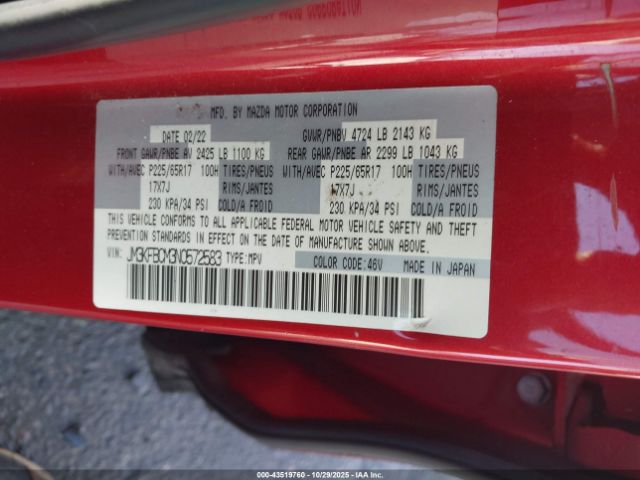 MFD. BY MAZDA MOTOR CORPORATION
DATE 02/22 GVWR/PNBV 4724 LB 2143 KG
FRONT GAWR/PNBE AV 2425 LB 1100 KG REAR GAWR/PNBE AR 2299 LB 1043 KG
WITH/AVEC P225/65R17 100H TIRES/PNEUS WITH/AVEC P225/65R17 100H TIRES/PNEUS
17X7J RIMS/JANTES 17X7J RIMS/JANTES
230 KPA/34 PSI COLD/A FROID 230 KPA/34 PSI COLD/A FROID
THIS VEHICLE CONFORMS TO ALL APPLICABLE FEDERAL MOTOR VEHICLE SAFETY AND THEFT
PREVENTION STANDARDS IN EFFECT ON THE DATE OF MANUFACTURE SHOWN ABOVE.
VIN: JM3KFBCM3N0572583 TYPE:MPV COLOR CODE:46V MADE IN JAPAN
000-43519760 - 10/29/2025 - IAAI.COM